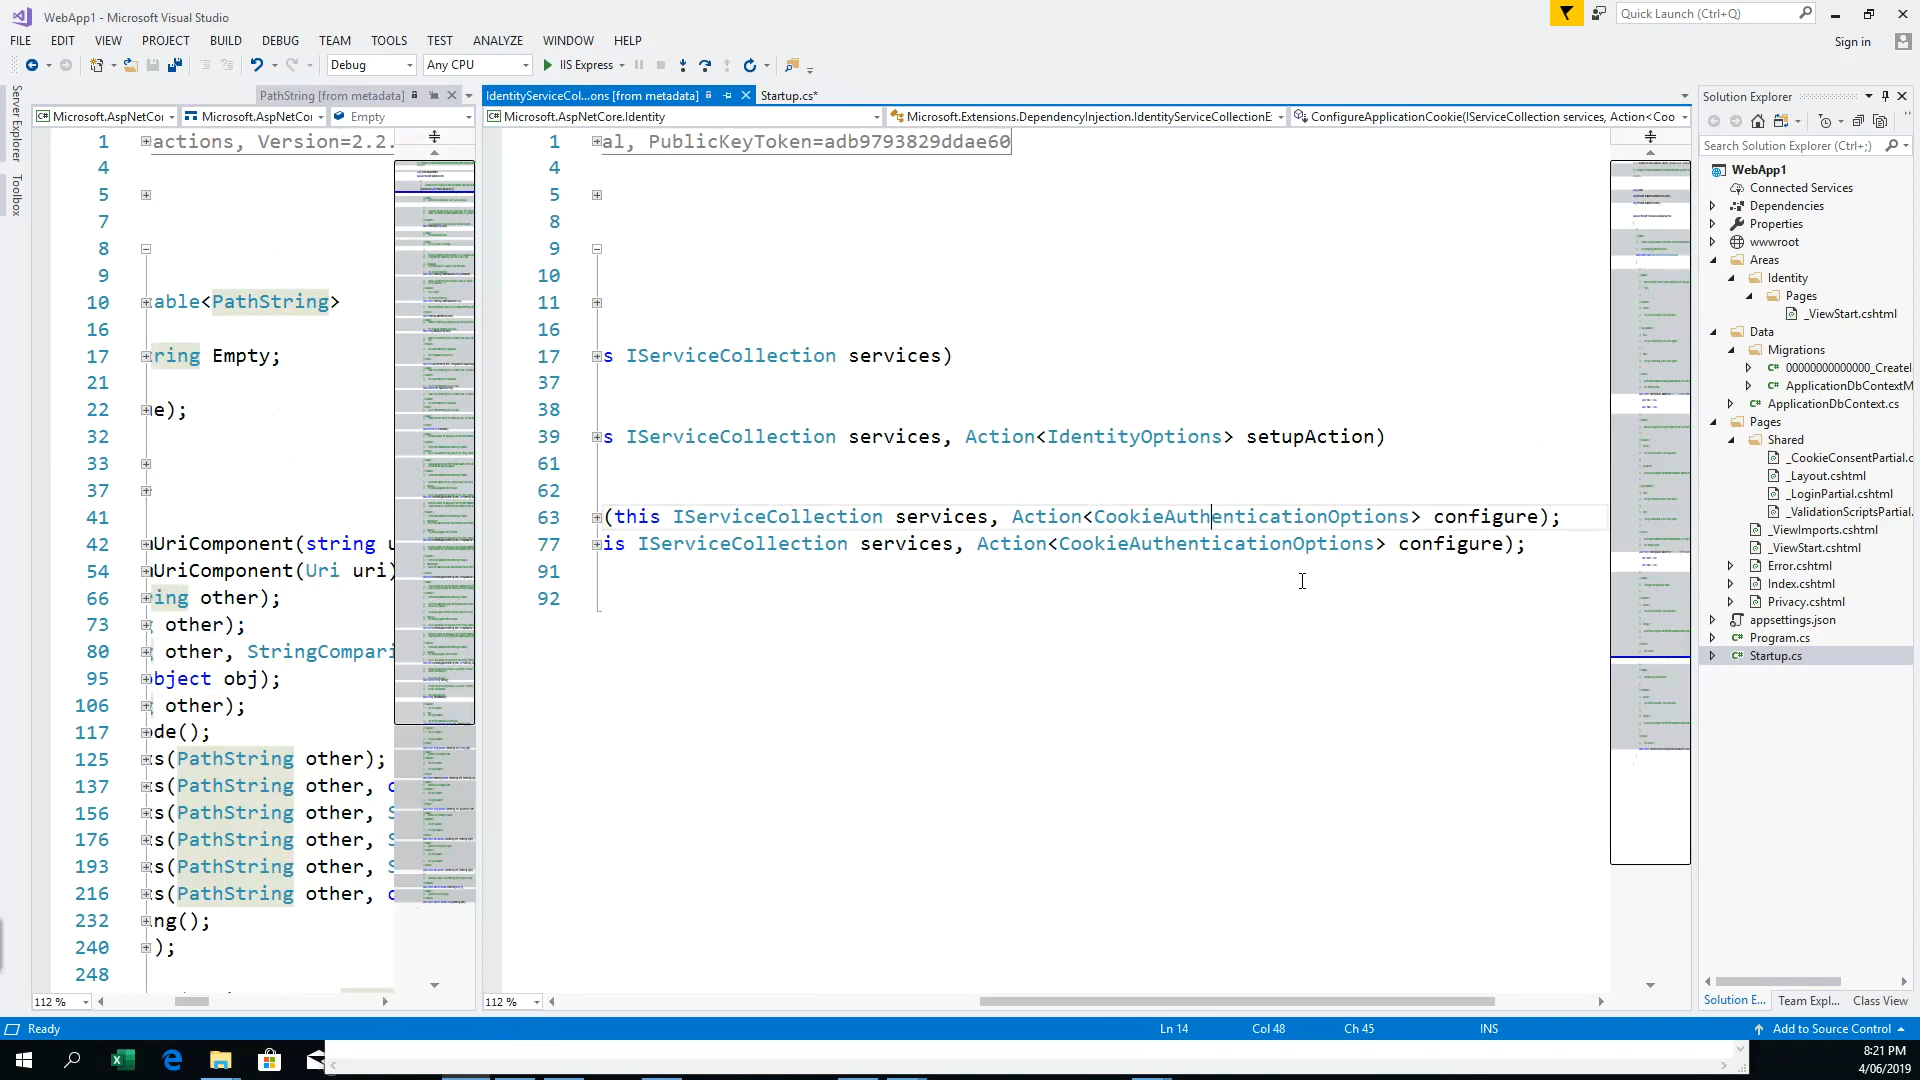 WebApp1 - Microsoft Visual Studio
Quick Launch (Ctrl+Q)
FILE EDIT VIEW PROJECT BUILD DEBUG TEAM TOOLS TEST ANALYZE WINDOW HELP
Sign in
Debug Any CPU IIS Express
Server Explorer
Toolbox
PathString [from metadata]
Microsoft.AspNetCor Microsoft.AspNetCor Empty
1 actions, Version=2.2.
4
5
7
8
9
10 able<PathString>
16
17 ring Empty;
21
22 e);
32
33
37
41
42 UriComponent(string u
54 UriComponent(Uri uri)
66 ing other);
73 other);
80 other, StringCompari
95 bject obj);
106 other);
117 de();
125 s(PathString other);
137 s(PathString other, c
156 s(PathString other, S
176 s(PathString other, S
193 s(PathString other, S
216 s(PathString other, c
232 ng();
240 );
248
112 %
IdentityServiceCol...ons [from metadata] Startup.cs*
Microsoft.AspNetCore.Identity Microsoft.Extensions.DependencyInjection.IdentityServiceCollectionE ConfigureApplicationCookie(IServiceCollection services, Action<Coo
1 al, PublicKeyToken=adb9793829ddae60
4
5
7
8
9
10
11
16
17 s IServiceCollection services)
37
38
39 s IServiceCollection services, Action<IdentityOptions> setupAction)
61
62
63 (this IServiceCollection services, Action<CookieAuthenticationOptions> configure);
77 is IServiceCollection services, Action<CookieAuthenticationOptions> configure);
91
92
112 %
Solution Explorer
Search Solution Explorer (Ctrl+;)
WebApp1
Connected Services
Dependencies
Properties
wwwroot
Areas
Identity
Pages
_ViewStart.cshtml
Data
Migrations
00000000000000_CreateI
ApplicationDbContextM
ApplicationDbContext.cs
Pages
Shared
_CookieConsentPartial.c
_Layout.cshtml
_LoginPartial.cshtml
_ValidationScriptsPartial.
_ViewImports.cshtml
_ViewStart.cshtml
Error.cshtml
Index.cshtml
Privacy.cshtml
appsettings.json
Program.cs
Startup.cs
Solution E... Team Expl... Class View
Ready Ln 14 Col 48 Ch 45 INS Add to Source Control
8:21 PM
4/06/2019